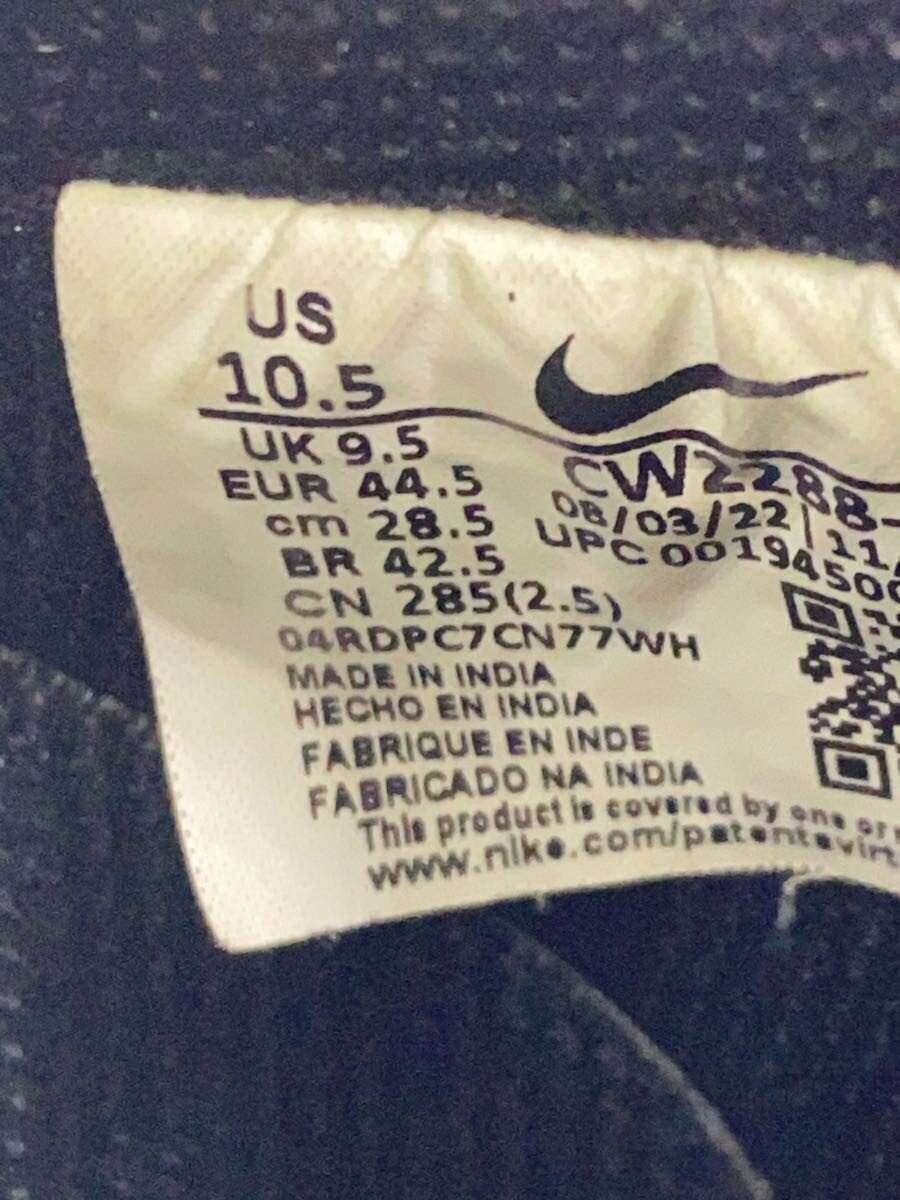 US
10.5
UK 9.5
EUR 44.5
cm 28.5
BR 42.5
CN 285(2.5)
CW2288-
08/03/22|11/
UPC 00194500
04RDPC7CN77WH
MADE IN INDIA
HECHO EN INDIA
FABRIQUE EN INDE
FABRICADO NA INDIA
This product is covered by one or
www.nike.com/patents